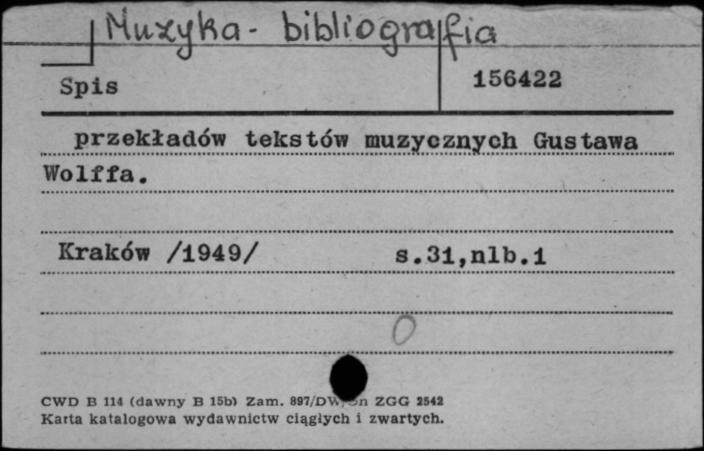 Muzyka - bibliografia
Spis 156422
przekładów tekstów muzycznych Gustawa
Wolffa.
Kraków /1949/ s.31,nlb.1
0
CWD B 114 (dawny B 15b) Zam. 897/DW, ZGG 2542
Karta katalogowa wydawnictw ciągłych i zwartych.